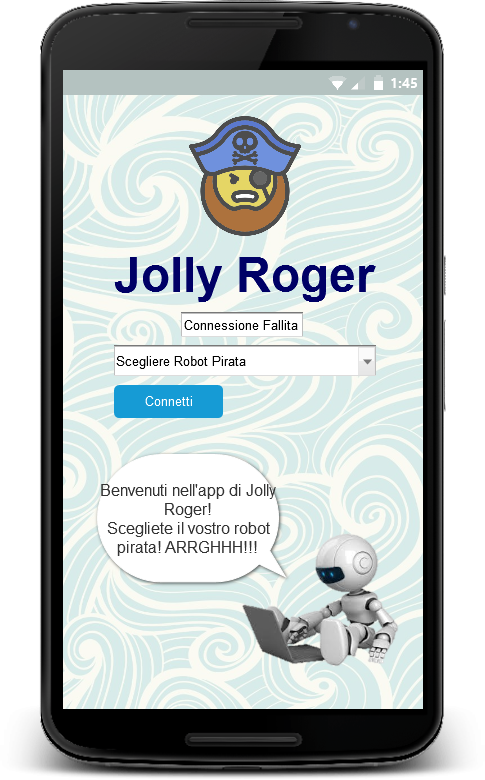 1:45
Jolly Roger
Connessione Fallita
Scegliere Robot Pirata
Connetti
Benvenuti nell'app di Jolly
Roger!
Scegliete il vostro robot
pirata! ARRGHHH!!!